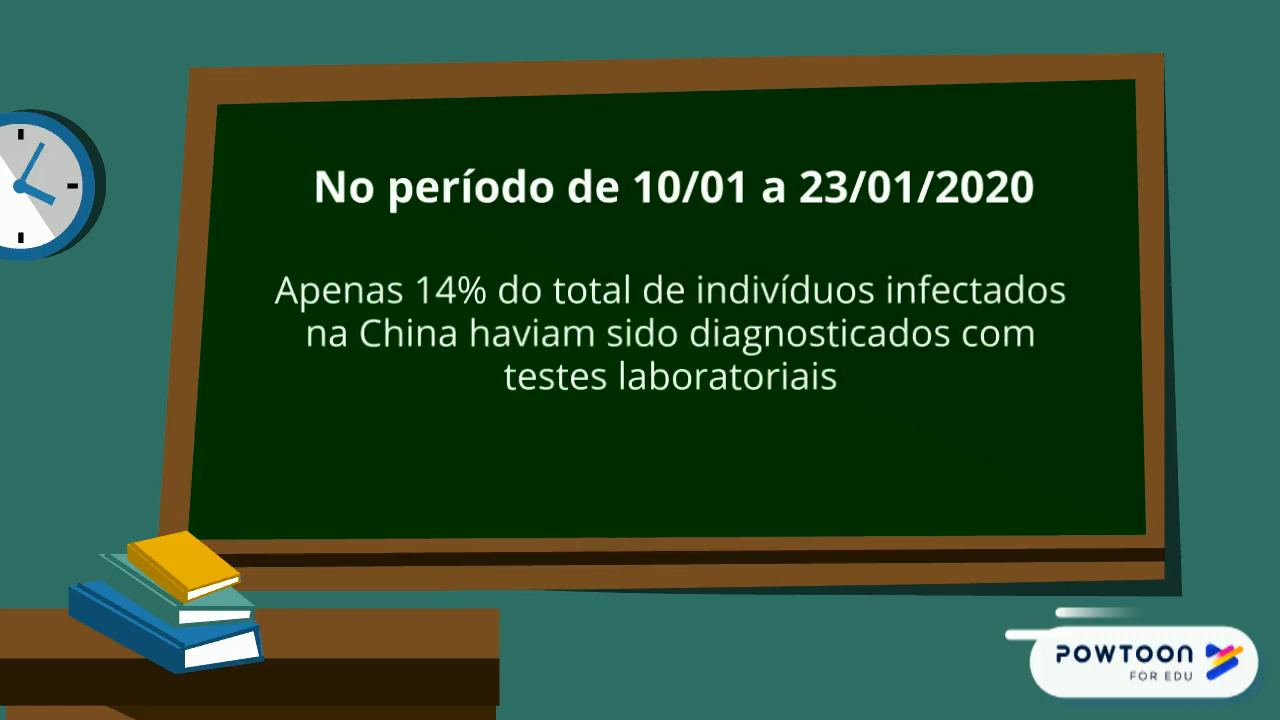 No período de 10/01 a 23/01/2020
Apenas 14% do total de indivíduos infectados
na China haviam sido diagnosticados com
testes laboratoriais
POWTOON
FOR EDU